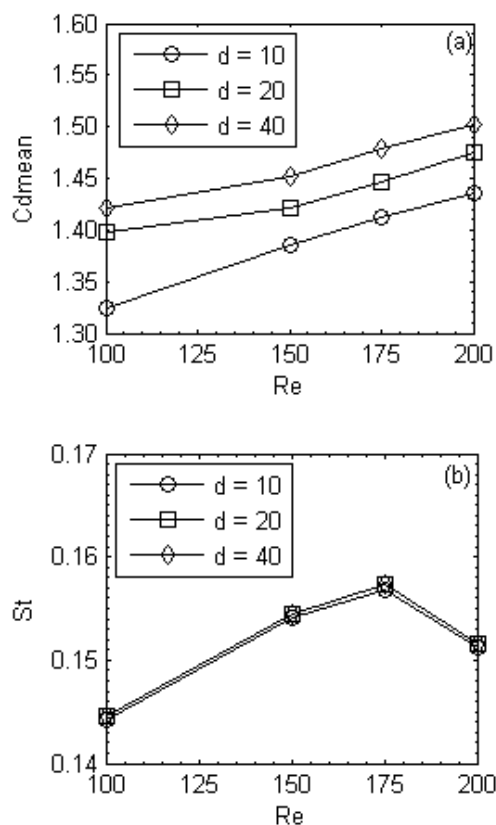 1.60
(a)
d = 10
1.55
d = 20
d = 40
1.50
Cdmean
1.45
1.40
1.35
1.30
100 125 150 175 200
Re
0.17
(b)
d = 10
d = 20
0.16
d = 40
St
0.15
0.14
100 125 150 175 200
Re